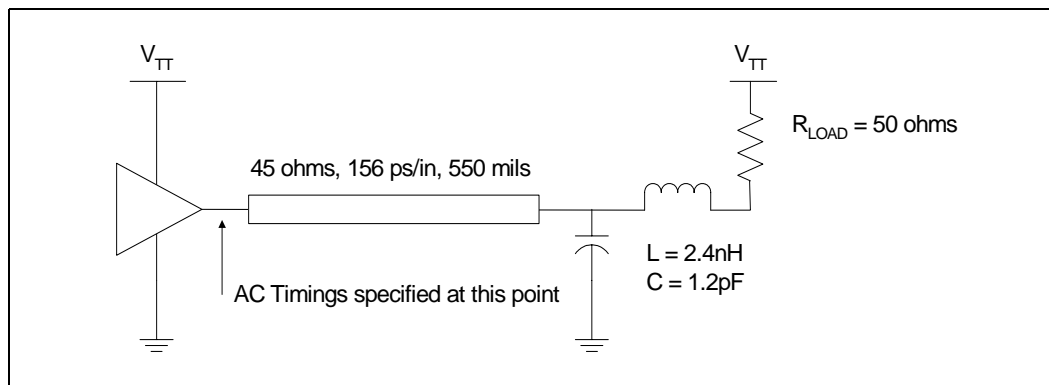 V_TT
V_TT
R_LOAD = 50 ohms
45 ohms, 156 ps/in, 550 mils
L = 2.4nH
C = 1.2pF
AC Timings specified at this point